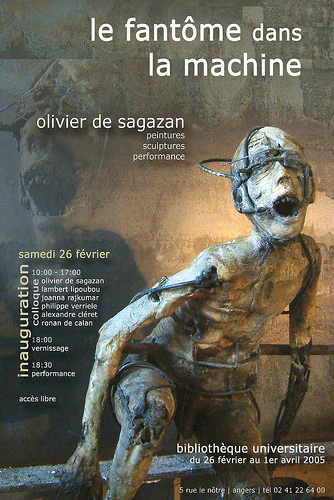 le fantôme dans
la machine
olivier de sagazan
peintures
sculptures
performance
samedi 26 février
inauguration
colloque
10:00 - 17:00
olivier de sagazan
lambert lipoubou
joanna rajkumar
philippe verriele
alexandre cléret
ronan de calan
18:00
vernissage
18:30
performance
accès libre
bibliothèque universitaire
du 26 février au 1er avril 2005
5 rue le nôtre | angers | tél 02 41 22 64 00